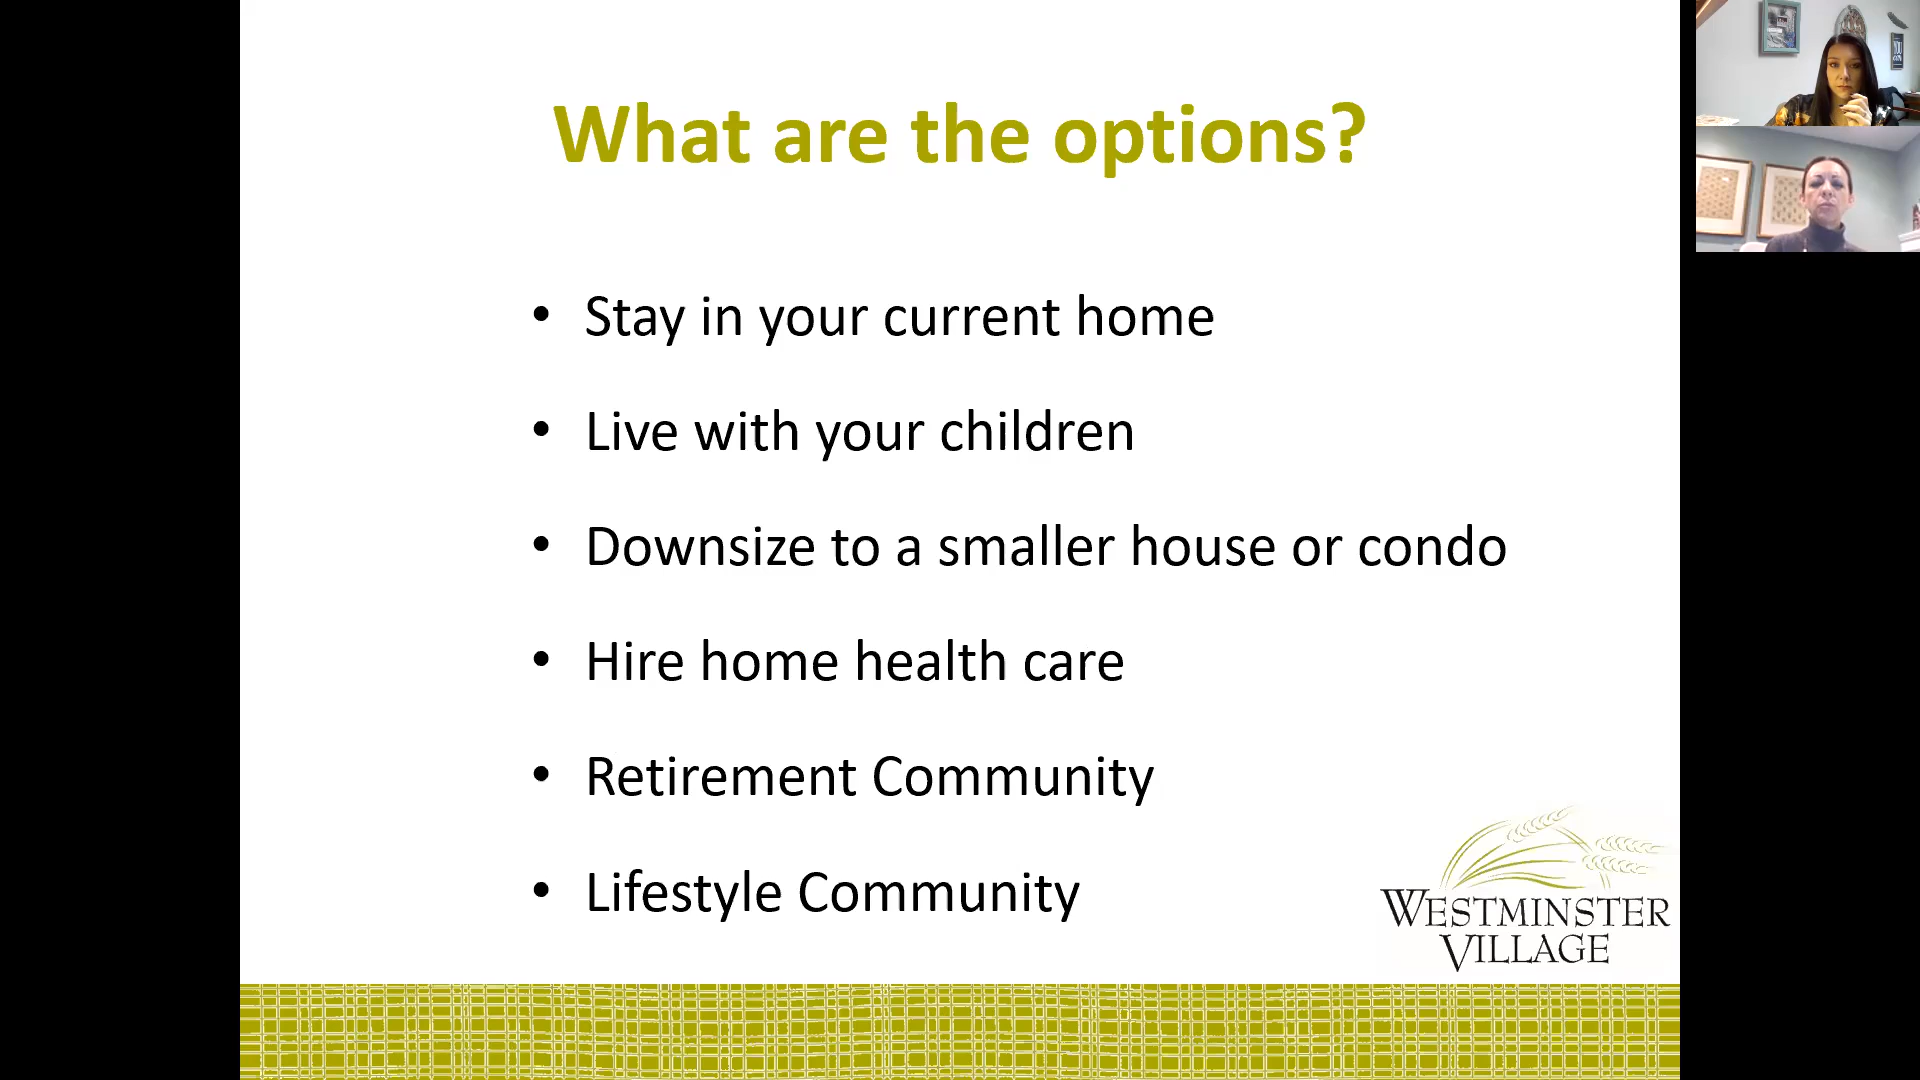 What are the options?
• Stay in your current home
• Live with your children
• Downsize to a smaller house or condo
• Hire home health care
• Retirement Community
• Lifestyle Community
WESTMINSTER
VILLAGE
YOU